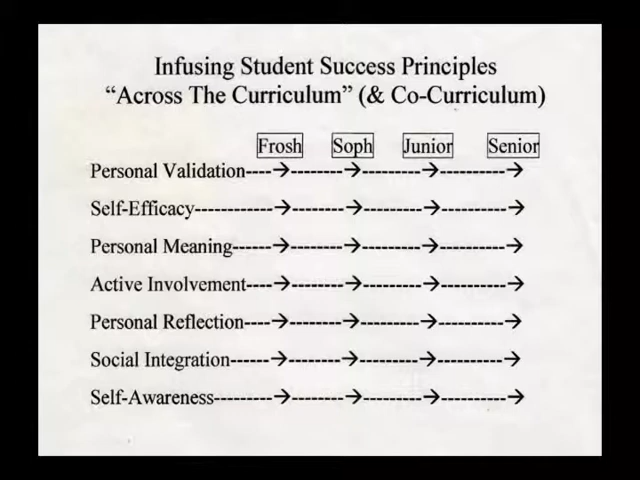 Infusing Student Success Principles
“Across The Curriculum” (& Co-Curriculum)
Frosh Soph Junior Senior
Personal Validation----→--------→---------→----------→
Self-Efficacy------------→--------→---------→----------→
Personal Meaning------→--------→---------→----------→
Active Involvement----→--------→---------→----------→
Personal Reflection----→--------→---------→----------→
Social Integration------→--------→---------→----------→
Self-Awareness---------→--------→---------→----------→